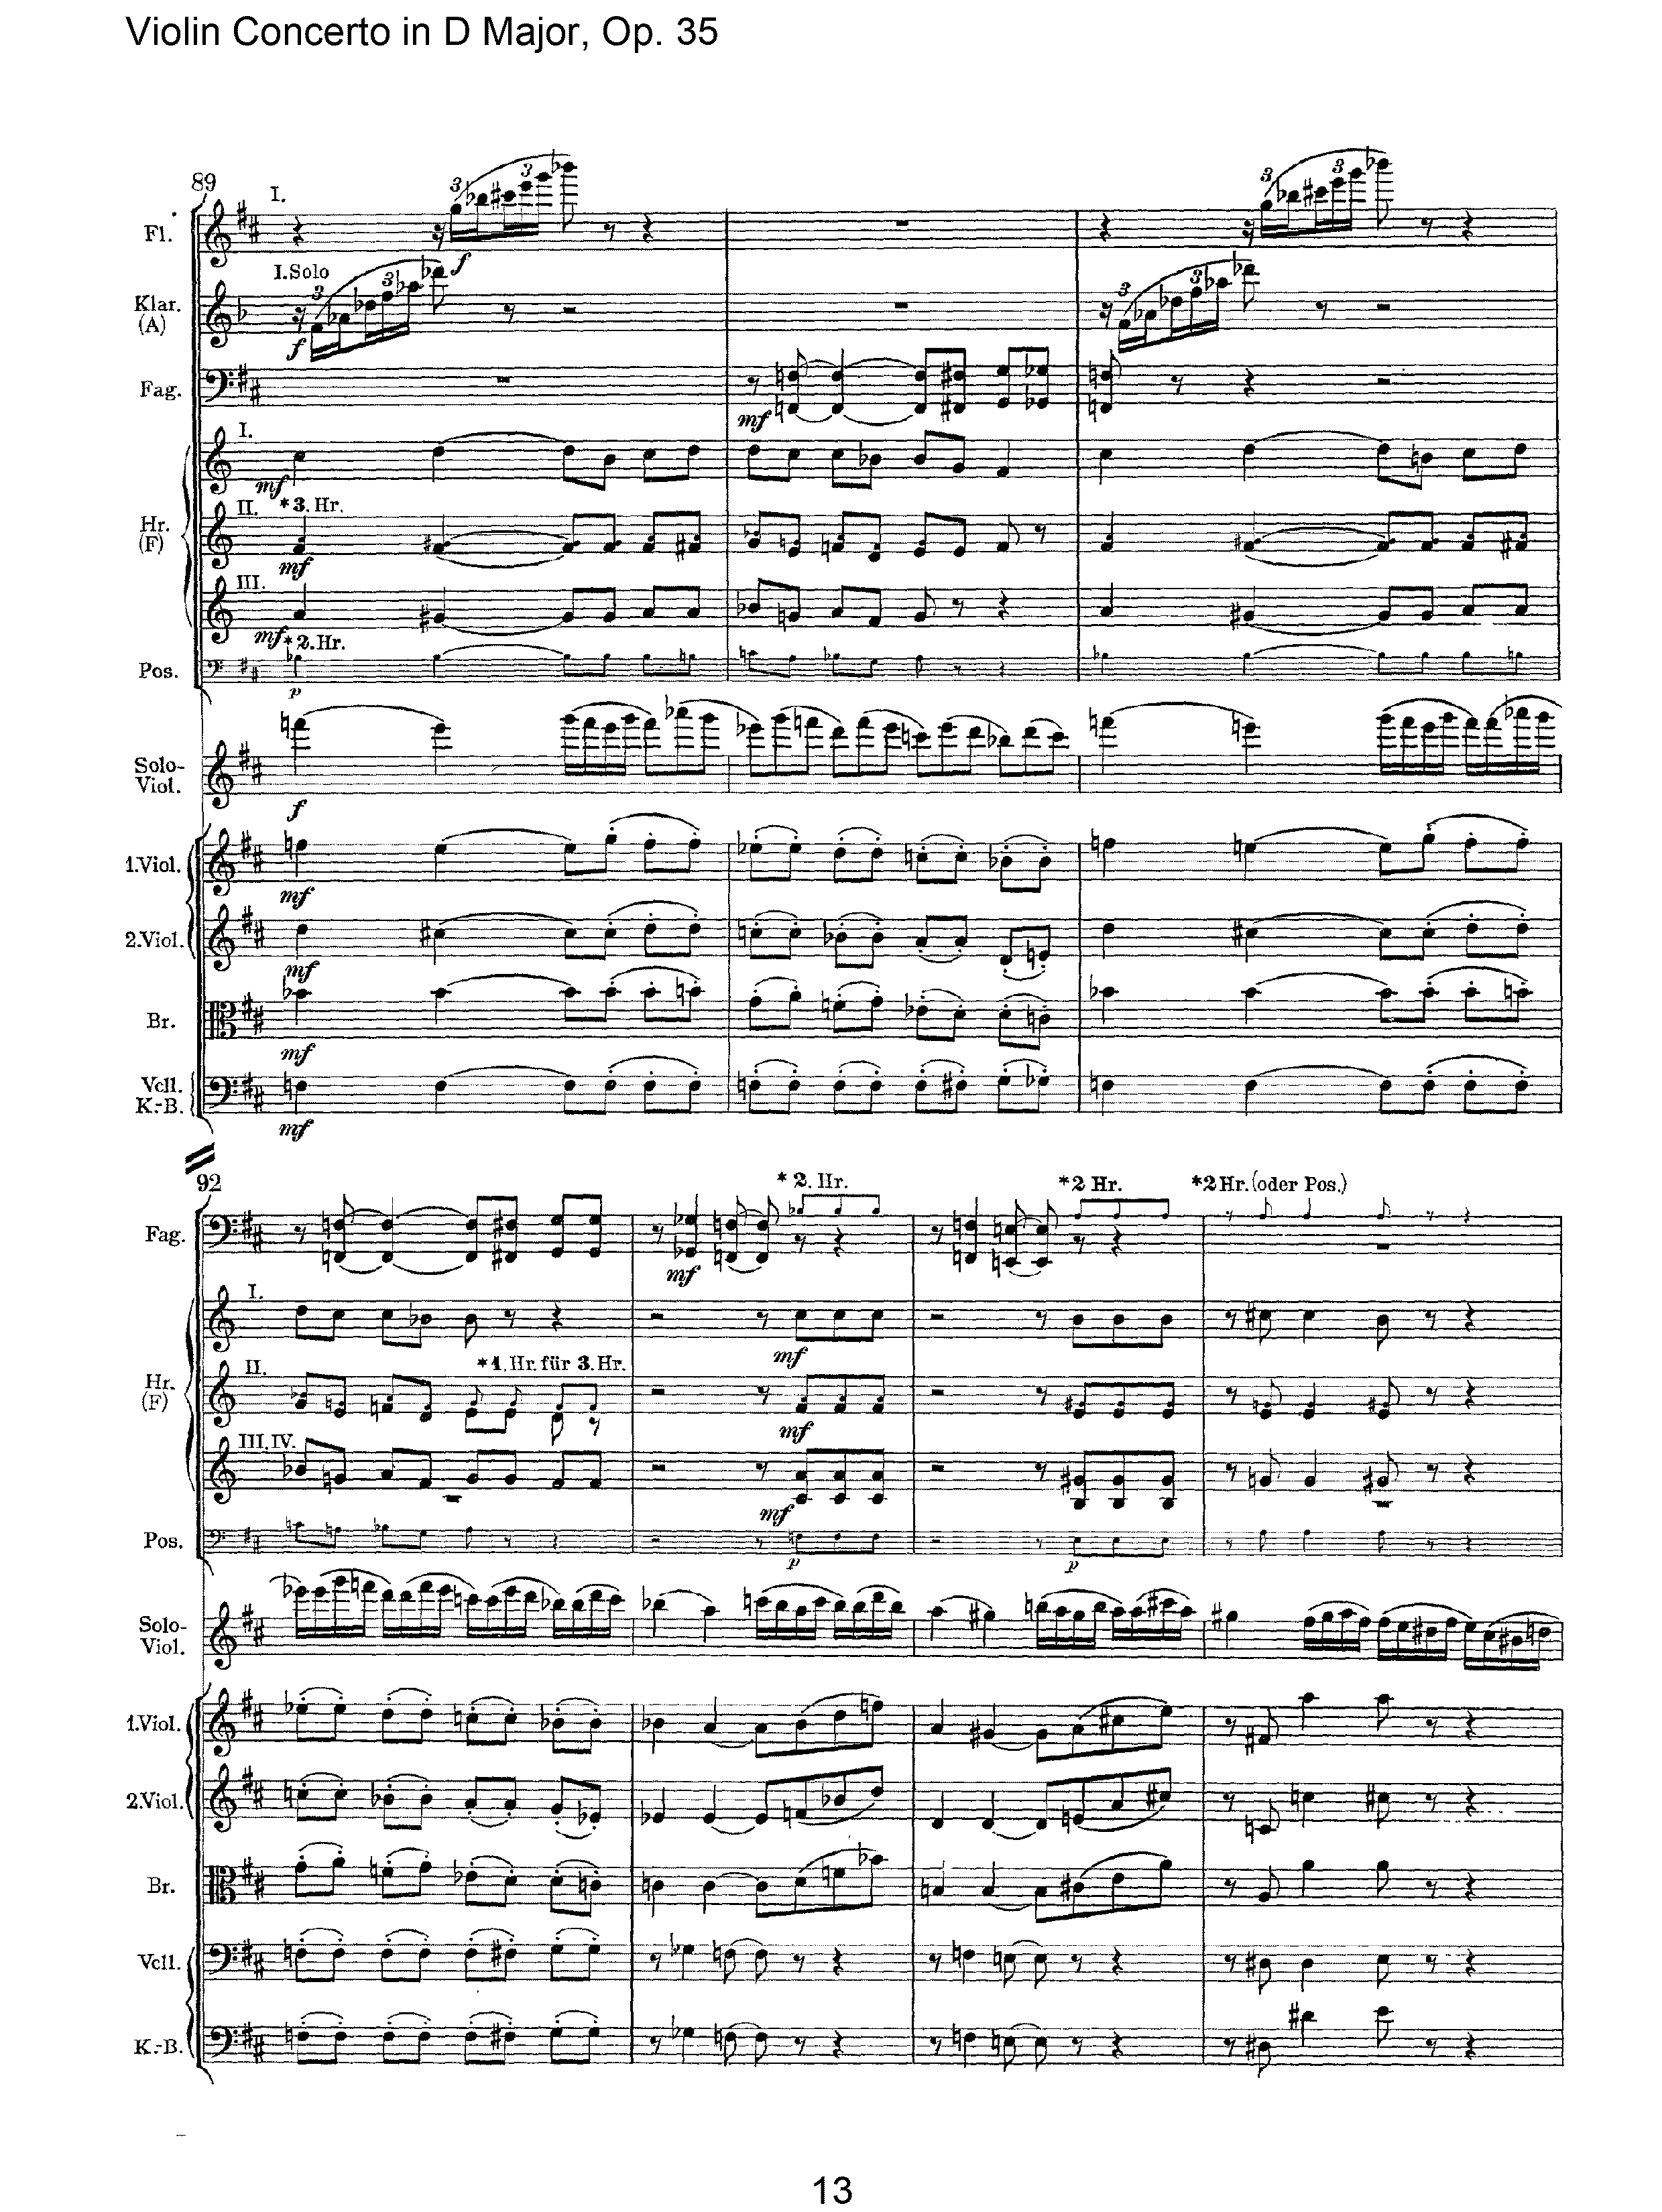 Violin Concerto in D Major, Op. 35
89
I.
3 3
Fl.
f
I. Solo
3 3
Klar.
(A)
f
Fag.
mf
I.
mf
II. *3. Hr.
Hr.
(F)
mf
III.
mf *2. Hr.
Pos.
p
Solo-
Viol.
f
1.Viol.
mf
2.Viol.
mf
Br.
mf
Vcll.
K.-B.
mf
92
*2. Hr. *2 Hr. *2 Hr. (oder Pos.)
Fag.
mf
I.
mf
II. *4. Hr. für 3. Hr.
Hr.
(F)
mf
III. IV.
mf
Pos.
p p
Solo-
Viol.
1.Viol.
2.Viol.
Br.
Vcll.
K.-B.
13